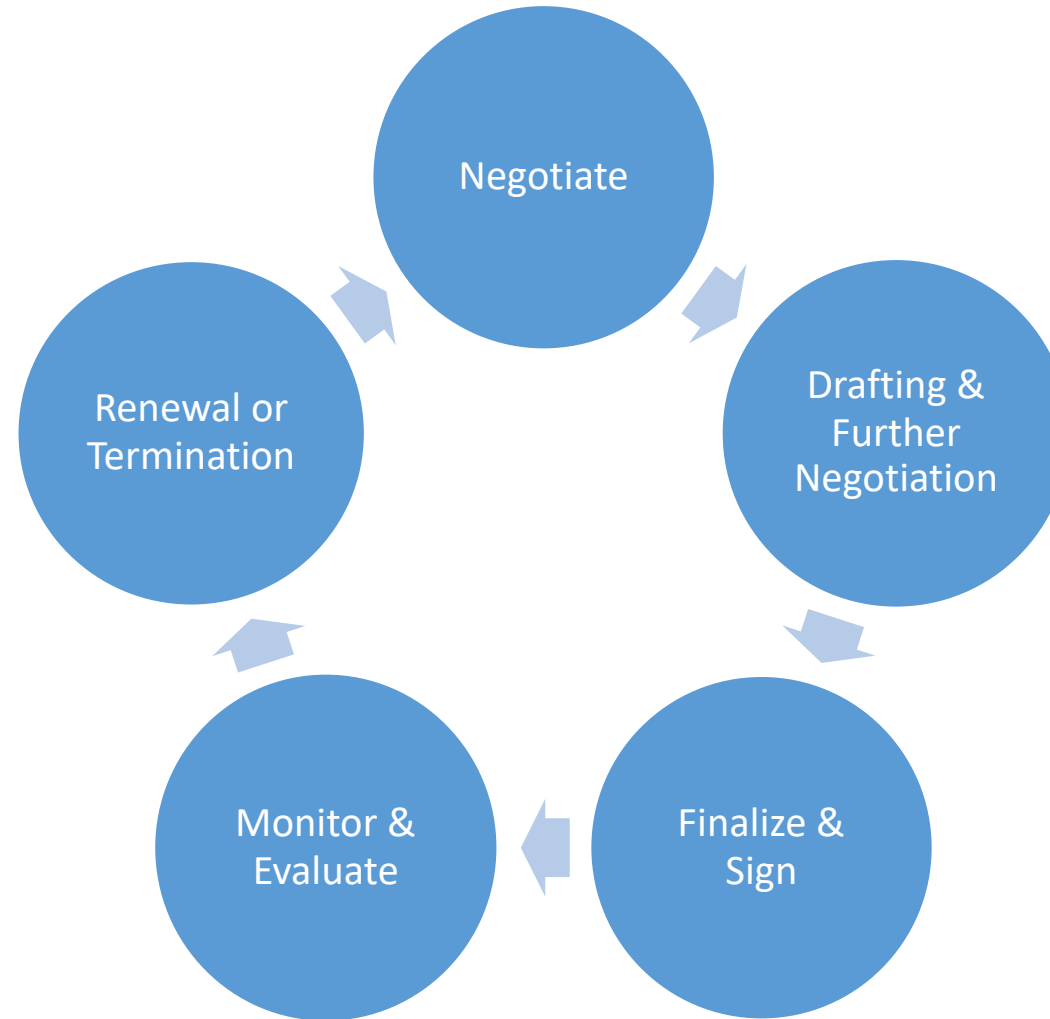 Negotiate
Drafting &
Further
Negotiation
Finalize &
Sign
Monitor &
Evaluate
Renewal or
Termination